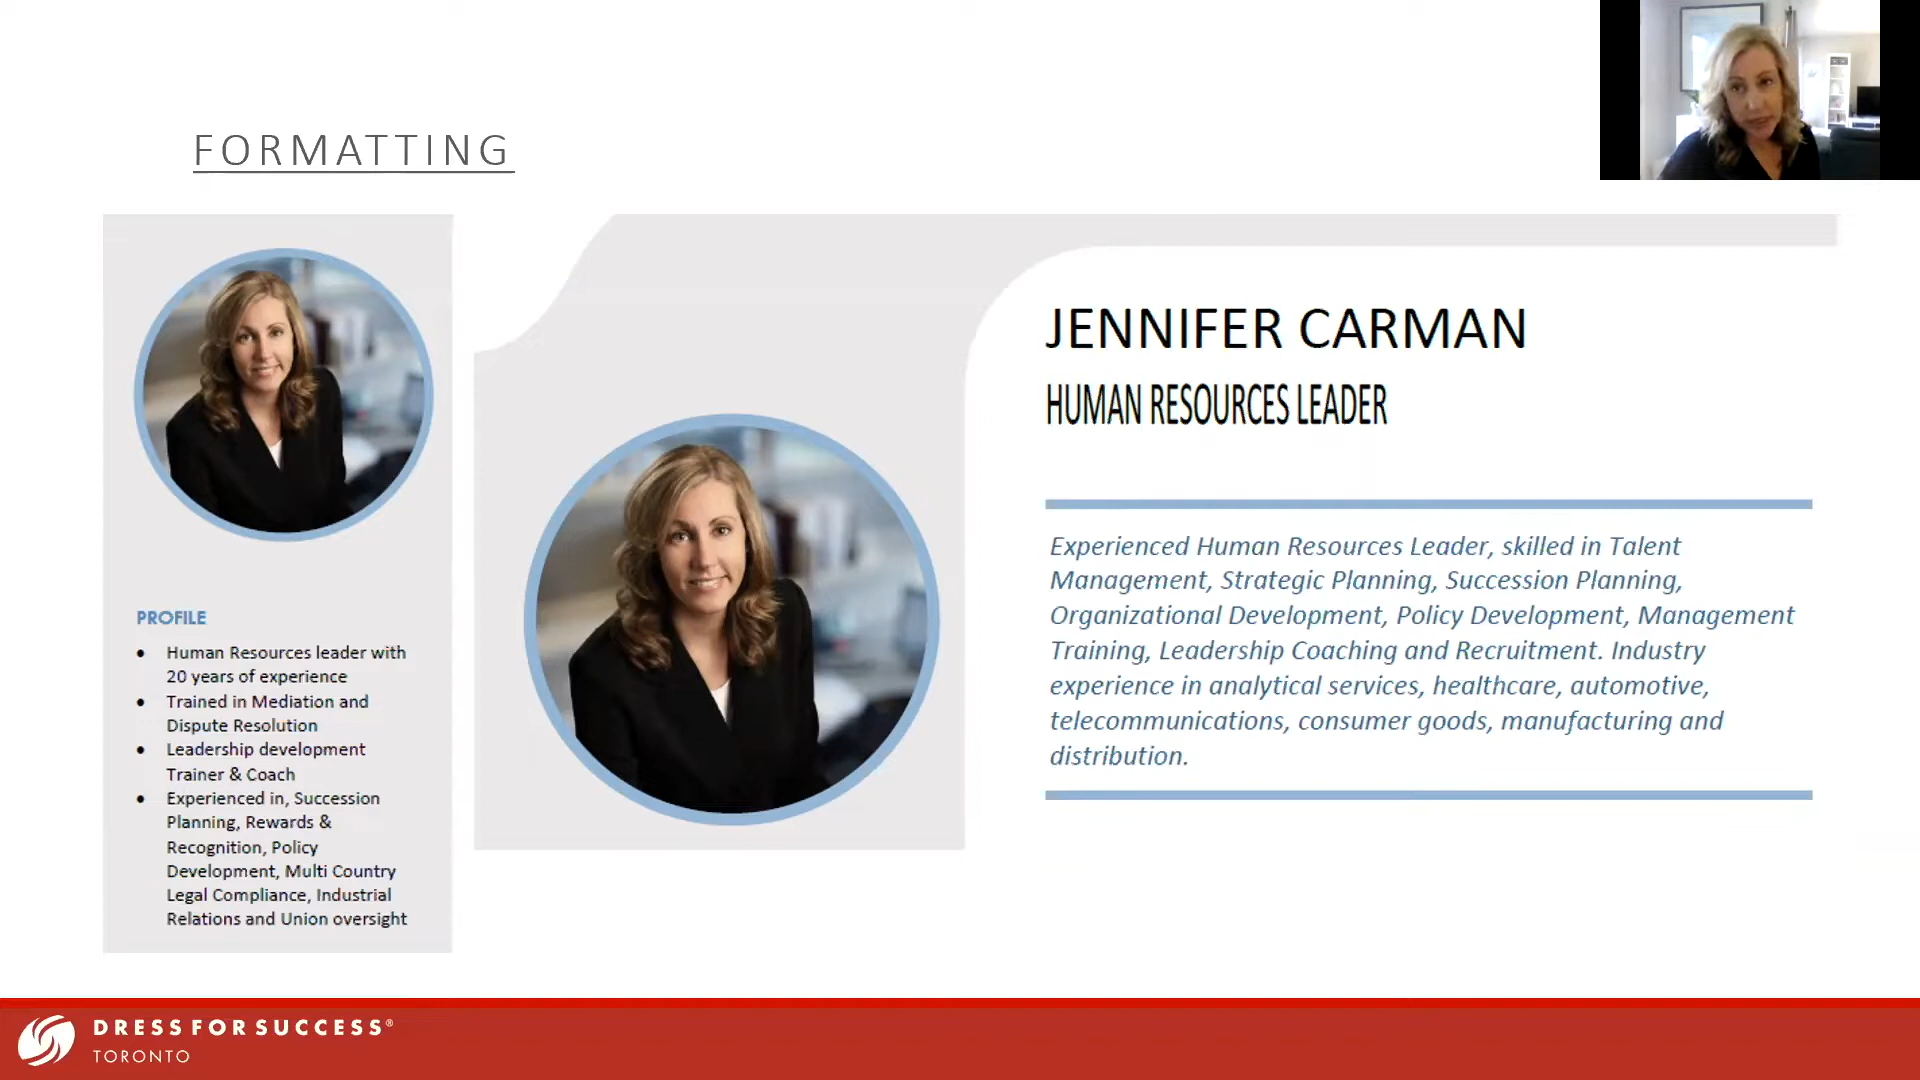 FORMATTING
PROFILE
• Human Resources leader with
20 years of experience
• Trained in Mediation and
Dispute Resolution
• Leadership development
Trainer & Coach
• Experienced in, Succession
Planning, Rewards &
Recognition, Policy
Development, Multi Country
Legal Compliance, Industrial
Relations and Union oversight
JENNIFER CARMAN
HUMAN RESOURCES LEADER
Experienced Human Resources Leader, skilled in Talent
Management, Strategic Planning, Succession Planning,
Organizational Development, Policy Development, Management
Training, Leadership Coaching and Recruitment. Industry
experience in analytical services, healthcare, automotive,
telecommunications, consumer goods, manufacturing and
distribution.
DRESS FOR SUCCESS®
TORONTO